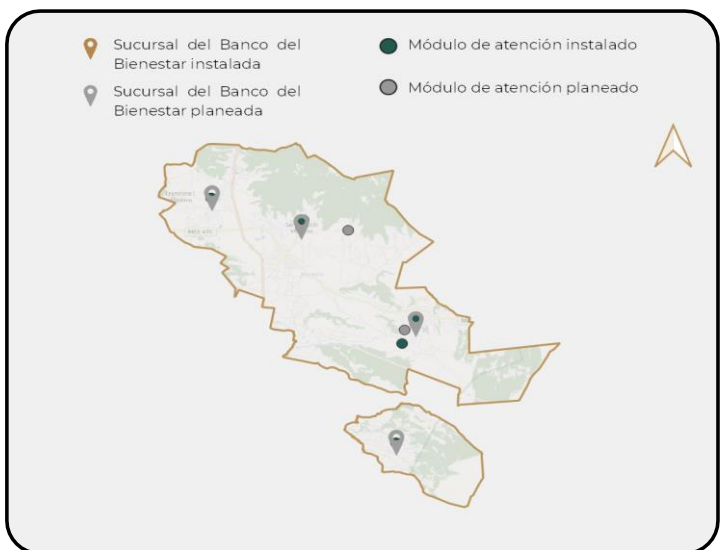 Sucursal del Banco del
Bienestar instalada
Sucursal del Banco del
Bienestar planeada
Módulo de atención instalado
Módulo de atención planeado